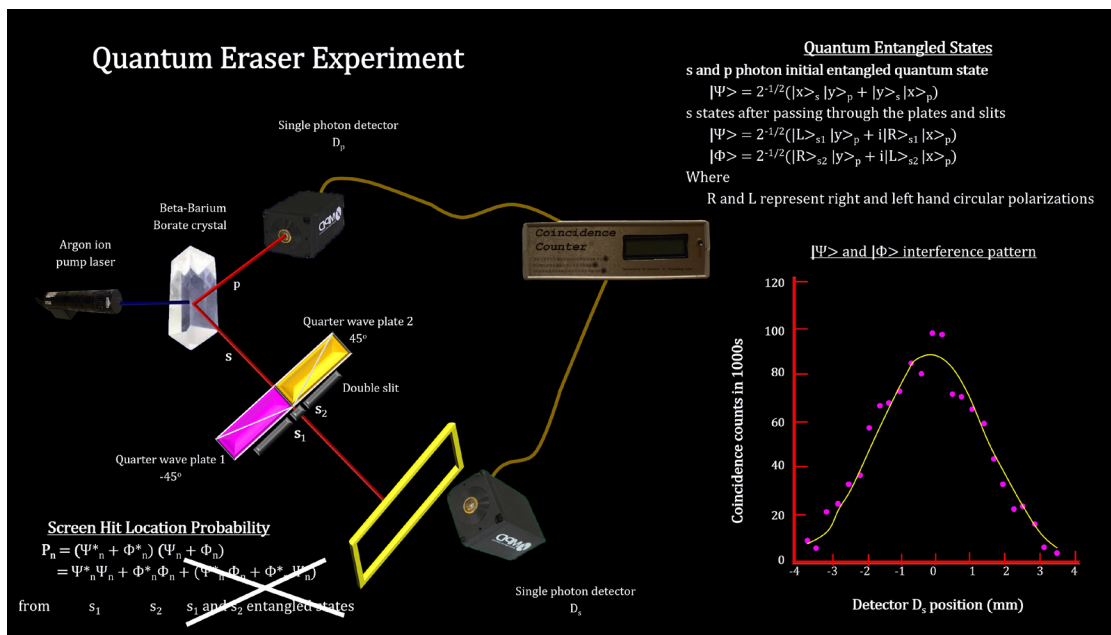 Quantum Eraser Experiment
Quantum Entangled States
s and p photon initial entangled quantum state
|Ψ> = 2⁻¹/²(|x>ₛ |y>ₚ + |y>ₛ |x>ₚ)
s states after passing through the plates and slits
|Ψ> = 2⁻¹/²(|L>ₛ₁ |y>ₚ + i|R>ₛ₁ |x>ₚ)
|Φ> = 2⁻¹/²(|R>ₛ₂ |y>ₚ + i|L>ₛ₂ |x>ₚ)
Where
R and L represent right and left hand circular polarizations
Single photon detector
Dₚ
Beta-Barium
Borate crystal
Argon ion
pump laser
p
s
Coincidence
Counter
Quarter wave plate 2
45°
Double slit
s₂
s₁
Quarter wave plate 1
-45°
Single photon detector
Dₛ
MPD
MPD
Screen Hit Location Probability
Pₙ = (Ψ*ₙ + Φ*ₙ) (Ψₙ + Φₙ)
= Ψ*ₙΨₙ + Φ*ₙΦₙ + (Ψ*ₙΦₙ + Φ*ₙΨₙ)
from s₁ s₂ s₁ and s₂ entangled states
|Ψ> and |Φ> interference pattern
Coincidence counts in 1000s
120
100
80
60
40
20
0
-4 -3 -2 -1 0 1 2 3 4
Detector Dₛ position (mm)